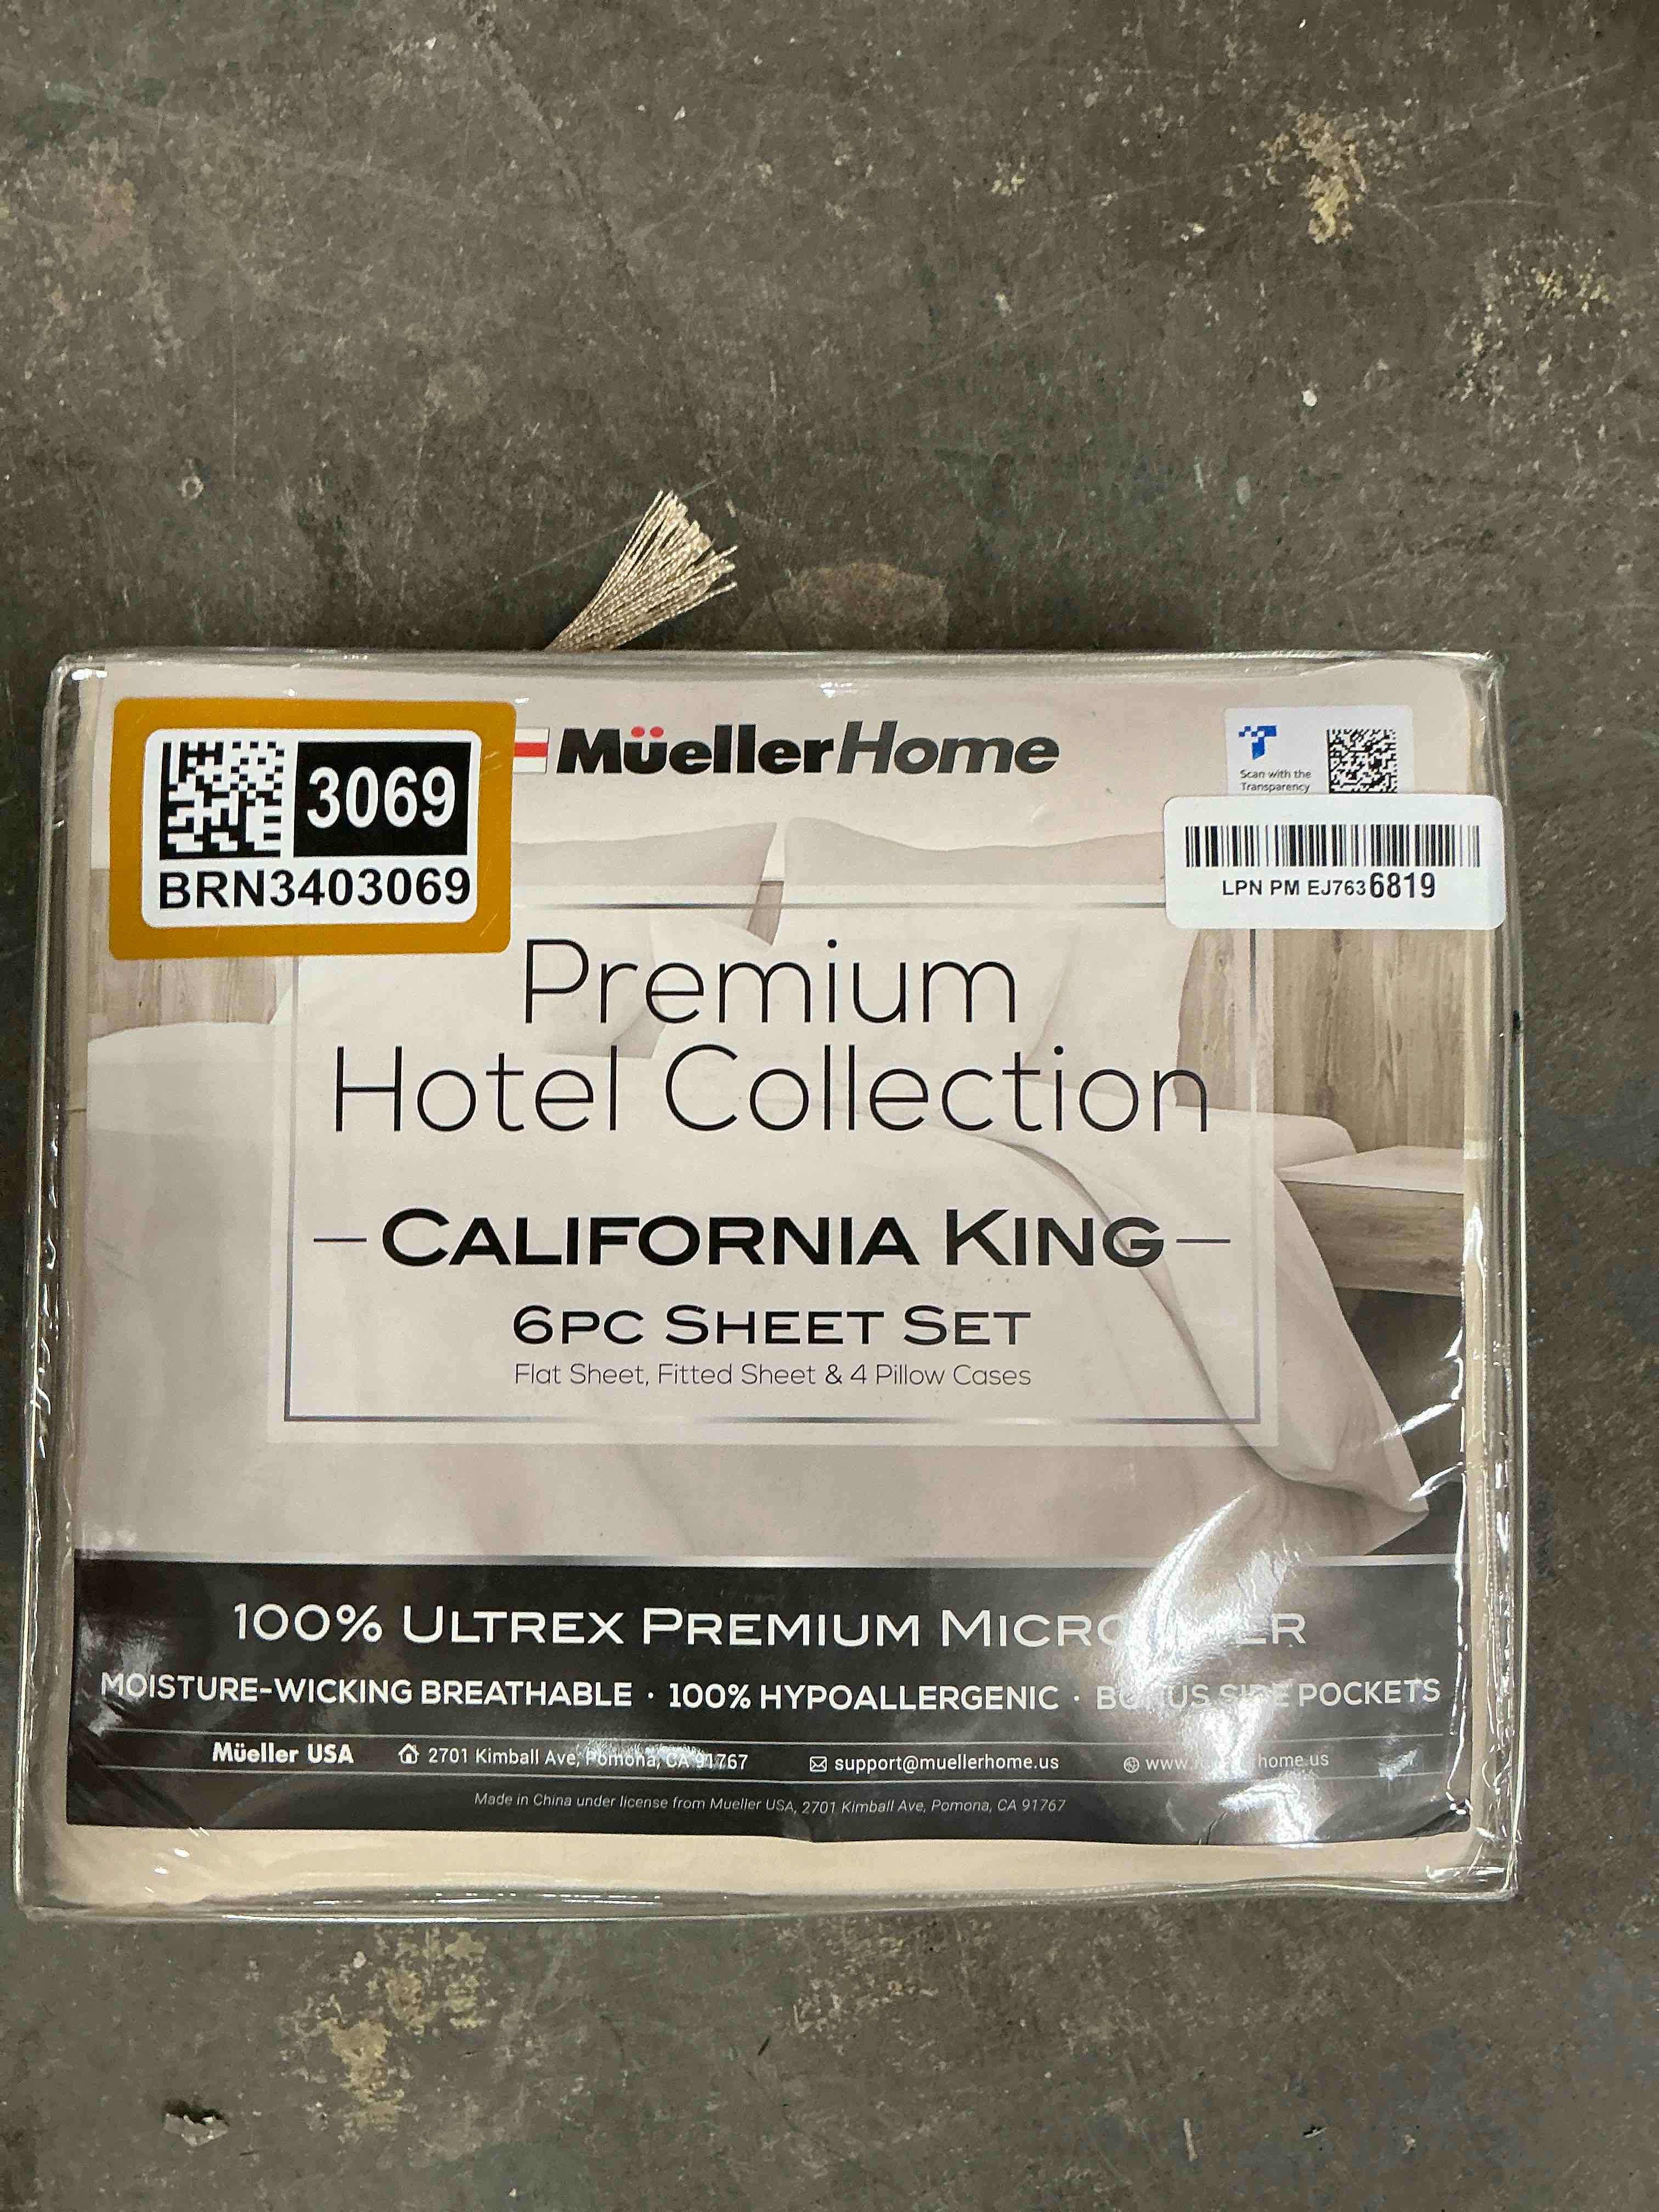 3069
BRN3403069
MüellerHome
Scan with the
Transparency
LPN PM EJ7636819
Premium
Hotel Collection
CALIFORNIA KING
6PC SHEET SET
Flat Sheet, Fitted Sheet & 4 Pillow Cases
100% ULTREX PREMIUM
MOISTURE-WICKING BREATHABLE · 100% HYPOALLERGENIC · BONUS SIDE POCKETS
Müeller USA 2701 Kimball Ave, Pomona, CA 91767 support@muellerhome.us
Made in China under license from Mueller USA, 2701 Kimball Ave, Pomona, CA 91767